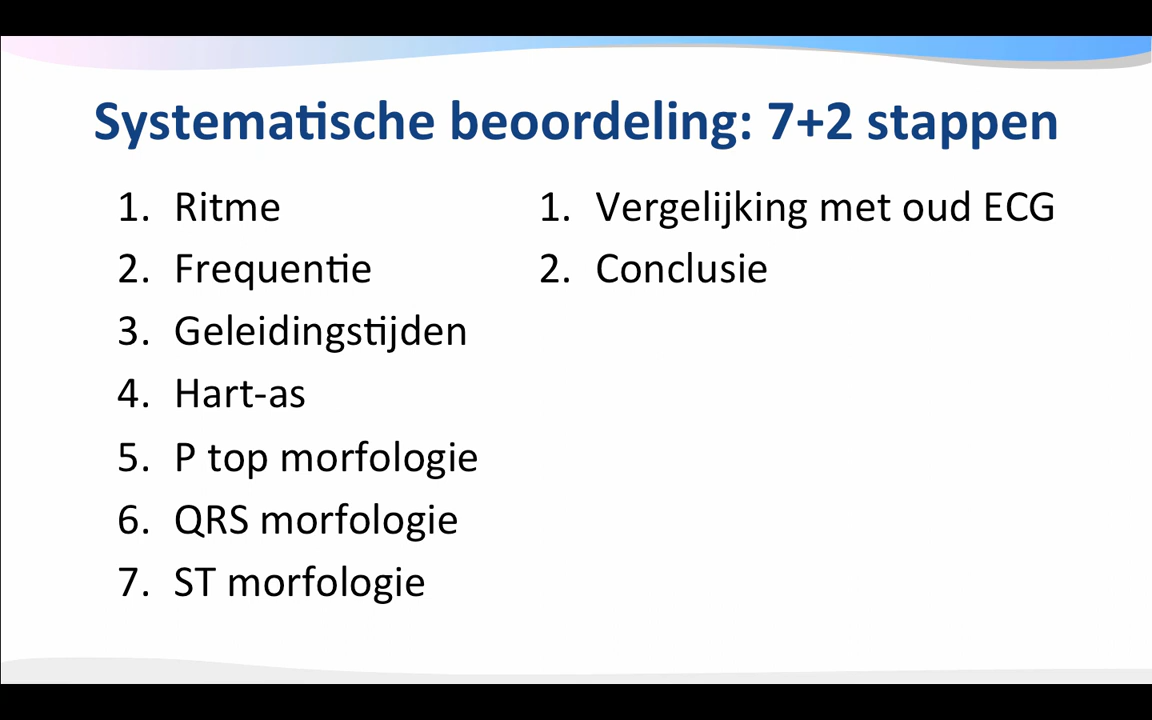 Systematische beoordeling: 7+2 stappen
1. Ritme
2. Frequentie
3. Geleidingstijden
4. Hart-as
5. P top morfologie
6. QRS morfologie
7. ST morfologie
1. Vergelijking met oud ECG
2. Conclusie